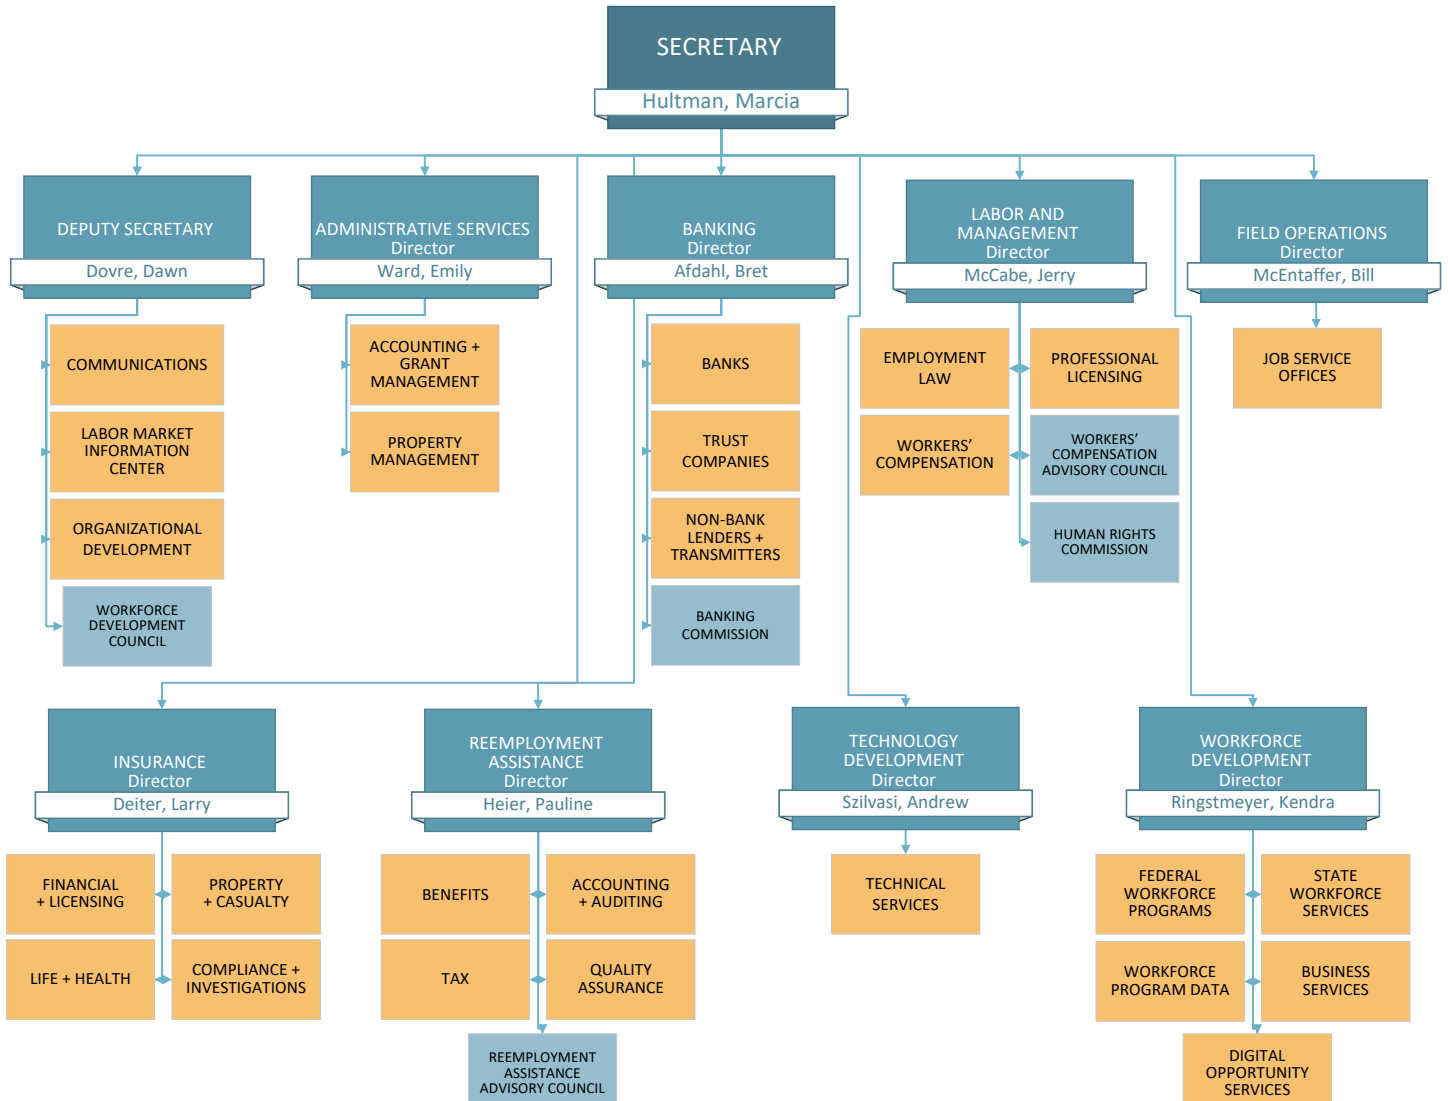 SECRETARY
Hultman, Marcia
DEPUTY SECRETARY
Dovre, Dawn
ADMINISTRATIVE SERVICES
Director
Ward, Emily
BANKING
Director
Afdahl, Bret
LABOR AND
MANAGEMENT
Director
McCabe, Jerry
FIELD OPERATIONS
Director
McEntaffer, Bill
COMMUNICATIONS
LABOR MARKET
INFORMATION
CENTER
ORGANIZATIONAL
DEVELOPMENT
WORKFORCE
DEVELOPMENT
COUNCIL
ACCOUNTING +
GRANT
MANAGEMENT
PROPERTY
MANAGEMENT
BANKS
TRUST
COMPANIES
NON-BANK
LENDERS +
TRANSMITTERS
BANKING
COMMISSION
EMPLOYMENT
LAW
PROFESSIONAL
LICENSING
WORKERS'
COMPENSATION
WORKERS'
COMPENSATION
ADVISORY COUNCIL
HUMAN RIGHTS
COMMISSION
JOB SERVICE
OFFICES
INSURANCE
Director
Deiter, Larry
REEMPLOYMENT
ASSISTANCE
Director
Heier, Pauline
TECHNOLOGY
DEVELOPMENT
Director
Szilvasi, Andrew
WORKFORCE
DEVELOPMENT
Director
Ringstmeyer, Kendra
FINANCIAL
+ LICENSING
PROPERTY
+ CASUALTY
LIFE + HEALTH
COMPLIANCE +
INVESTIGATIONS
BENEFITS
ACCOUNTING
+ AUDITING
TAX
QUALITY
ASSURANCE
REEMPLOYMENT
ASSISTANCE
ADVISORY COUNCIL
TECHNICAL
SERVICES
FEDERAL
WORKFORCE
PROGRAMS
STATE
WORKFORCE
SERVICES
WORKFORCE
PROGRAM DATA
BUSINESS
SERVICES
DIGITAL
OPPORTUNITY
SERVICES